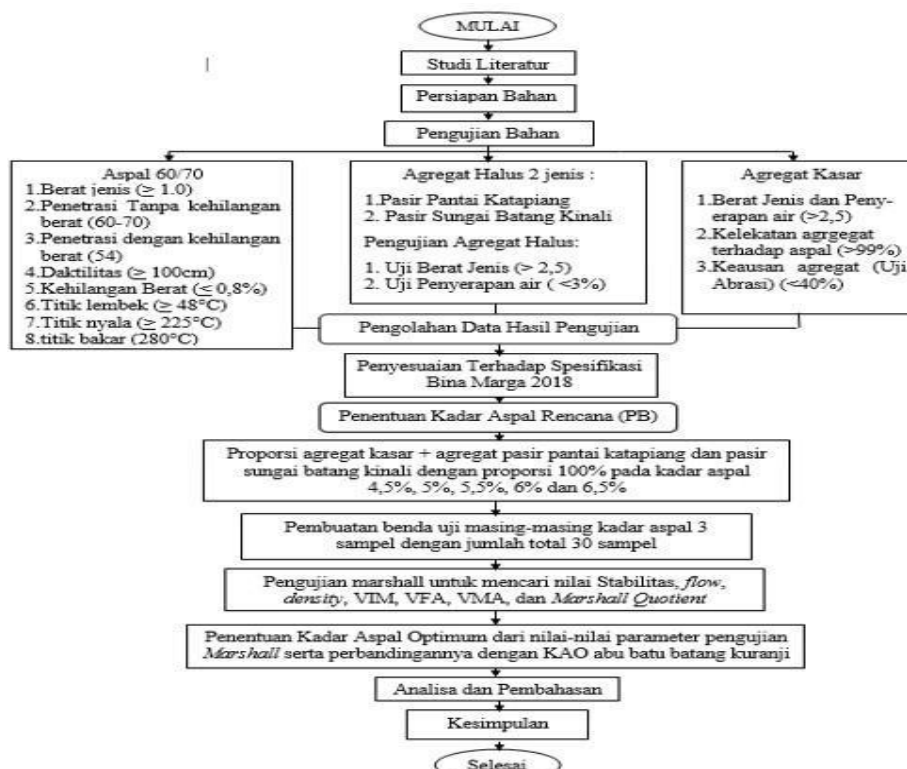 MULAI
Studi Literatur
Persiapan Bahan
Pengujian Bahan
Aspal 60/70
1.Berat jenis (≥ 1.0)
2.Penetrasi Tanpa kehilangan
berat (60-70)
3.Penetrasi dengan kehilangan
berat (54)
4.Daktilitas (≥ 100cm)
5.Kehilangan Berat (≤ 0,8%)
6.Titik lembek (≥ 48°C)
7.Titik nyala (≥ 225°C)
8.titik bakar (280°C)
Agregat Halus 2 jenis :
1.Pasir Pantai Katapiang
2. Pasir Sungai Batang Kinali
Pengujian Agregat Halus:
1. Uji Berat Jenis (> 2,5)
2. Uji Penyerapan air ( <3%)
Agregat Kasar
1.Berat Jenis dan Peny-
erapan air (>2,5)
2.Kelekatan agrgegat
terhadap aspal (>99%)
3.Keausan agregat (Uji
Abrasi) (<40%)
Pengolahan Data Hasil Pengujian
Penyesuaian Terhadap Spesifikasi
Bina Marga 2018
Penentuan Kadar Aspal Rencana (PB)
Proporsi agregat kasar + agregat pasir pantai katapiang dan pasir
sungai batang kinali dengan proporsi 100% pada kadar aspal
4,5%, 5%, 5,5%, 6% dan 6,5%
Pembuatan benda uji masing-masing kadar aspal 3
sampel dengan jumlah total 30 sampel
Pengujian marshall untuk mencari nilai Stabilitas, flow,
density, VIM, VFA, VMA, dan Marshall Quotient
Penentuan Kadar Aspal Optimum dari nilai-nilai parameter pengujian
Marshall serta perbandingannya dengan KAO abu batu batang kuranji
Analisa dan Pembahasan
Kesimpulan
Selesai